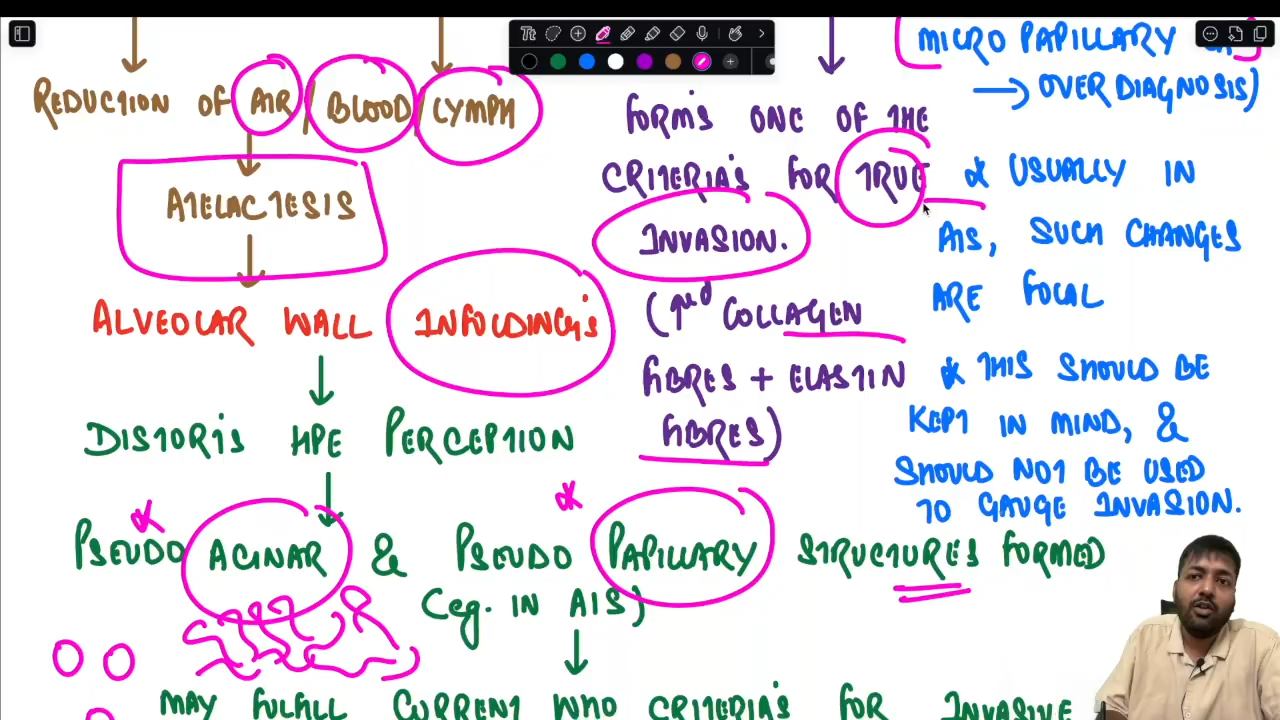 REDUCTION OF AIR / BLOOD / LYMPH
ATELACTESIS
ALVEOLAR WALL INFOLDINGS
DISTORTS HPE PERCEPTION
PSEUDO ACINAR & PSEUDO PAPILLARY STRUCTURES FORMED
(eg. IN AIS)
MAY FULFILL CURRENT WHO CRITERIA'S FOR INVASIVE
FORMS ONE OF THE
CRITERIA'S FOR TRUE
INVASION.
COLLAGEN
FIBRES + ELASTIN
FIBRES)
MICRO PAPILLARY
→ OVER DIAGNOSIS)
* USUALLY IN
AIS, SUCH CHANGES
ARE FOCAL
* THIS SHOULD BE
KEPT IN MIND, &
SHOULD NOT BE USED
TO GAUGE INVASION.